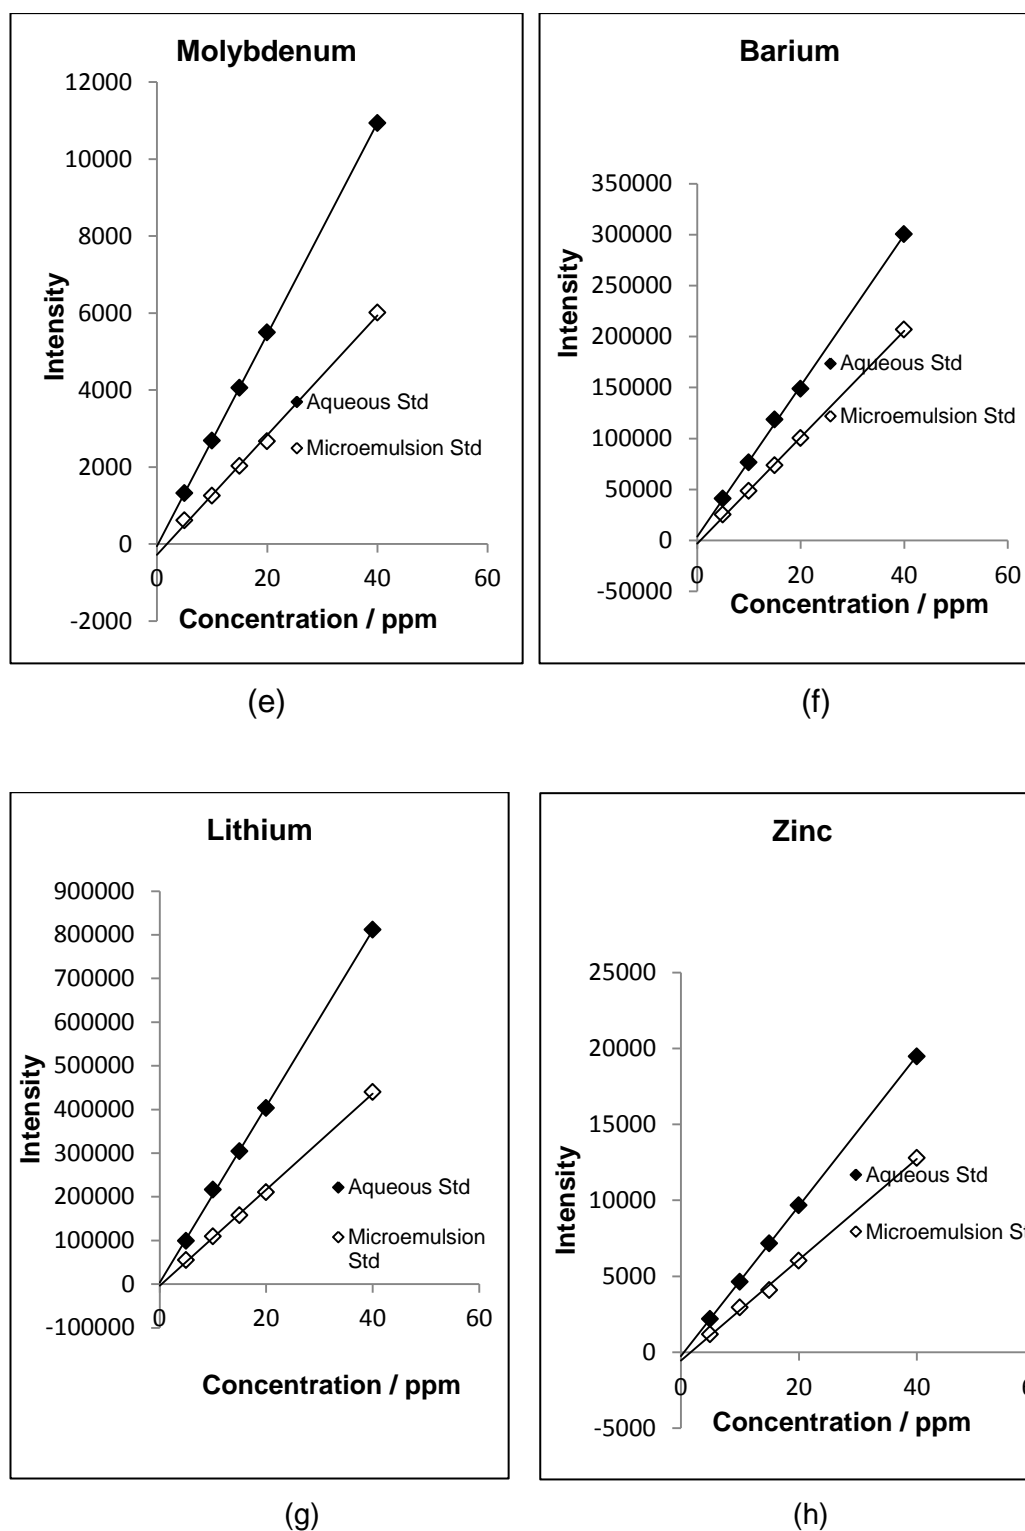 Molybdenum
12000
10000
8000
6000
4000
2000
0
-2000
0 20 40 60
Intensity
Concentration / ppm
Aqueous Std
Microemulsion Std
(e)
Barium
350000
300000
250000
200000
150000
100000
50000
0
-50000
0 20 40 60
Intensity
Concentration / ppm
Aqueous Std
Microemulsion Std
(f)
Lithium
900000
800000
700000
600000
500000
400000
300000
200000
100000
0
-100000
0 20 40 60
Intensity
Concentration / ppm
Aqueous Std
Microemulsion
Std
(g)
Zinc
25000
20000
15000
10000
5000
0
-5000
0 20 40
Intensity
Concentration / ppm
Aqueous Std
Microemulsion
(h)